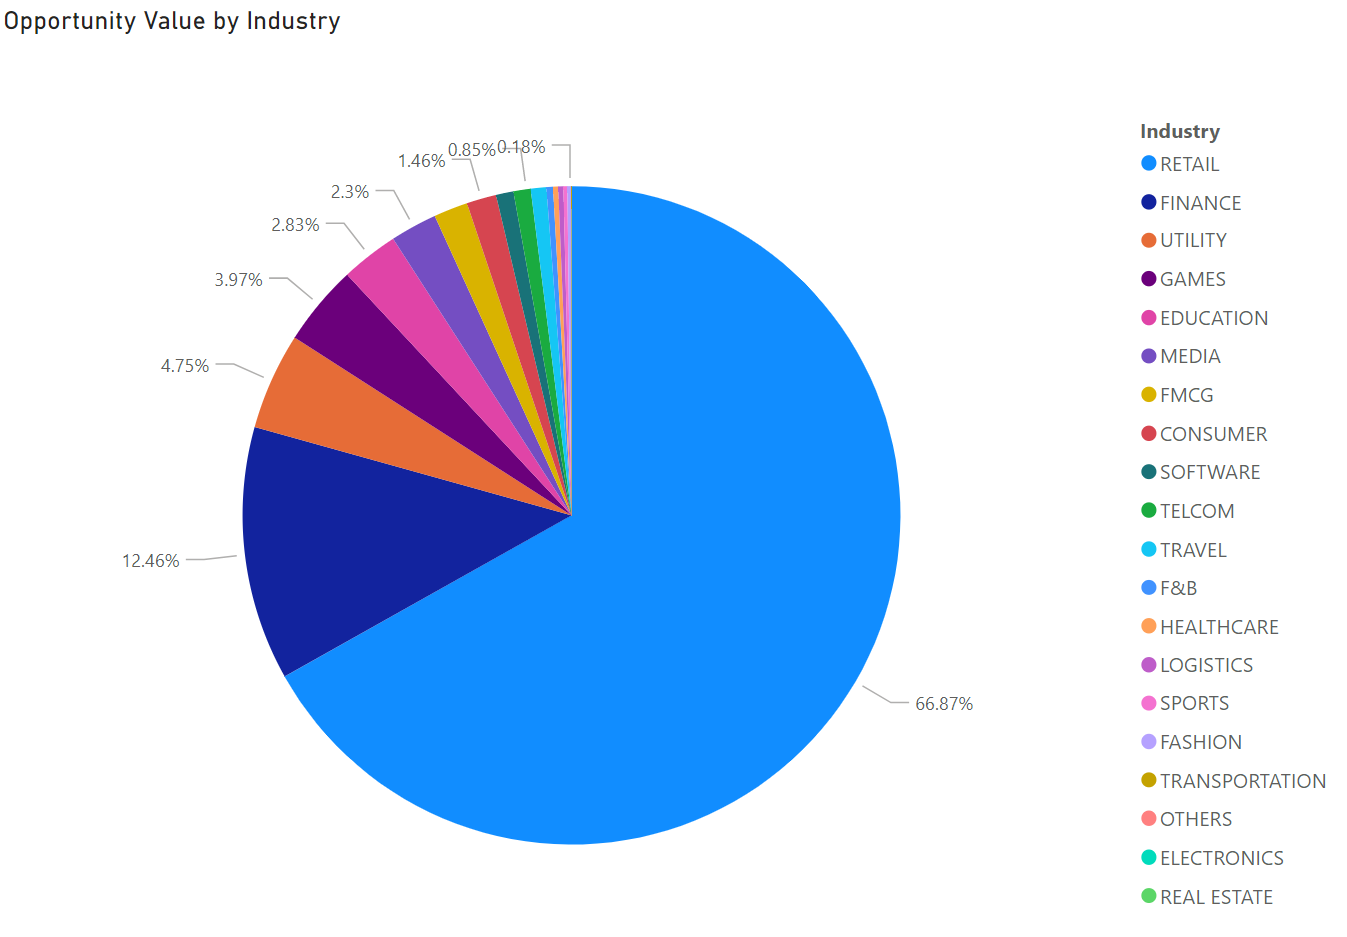 Opportunity Value by Industry
0.18%
0.85%
1.46%
2.3%
2.83%
3.97%
4.75%
12.46%
66.87%
Industry
RETAIL
FINANCE
UTILITY
GAMES
EDUCATION
MEDIA
FMCG
CONSUMER
SOFTWARE
TELCOM
TRAVEL
F&B
HEALTHCARE
LOGISTICS
SPORTS
FASHION
TRANSPORTATION
OTHERS
ELECTRONICS
REAL ESTATE